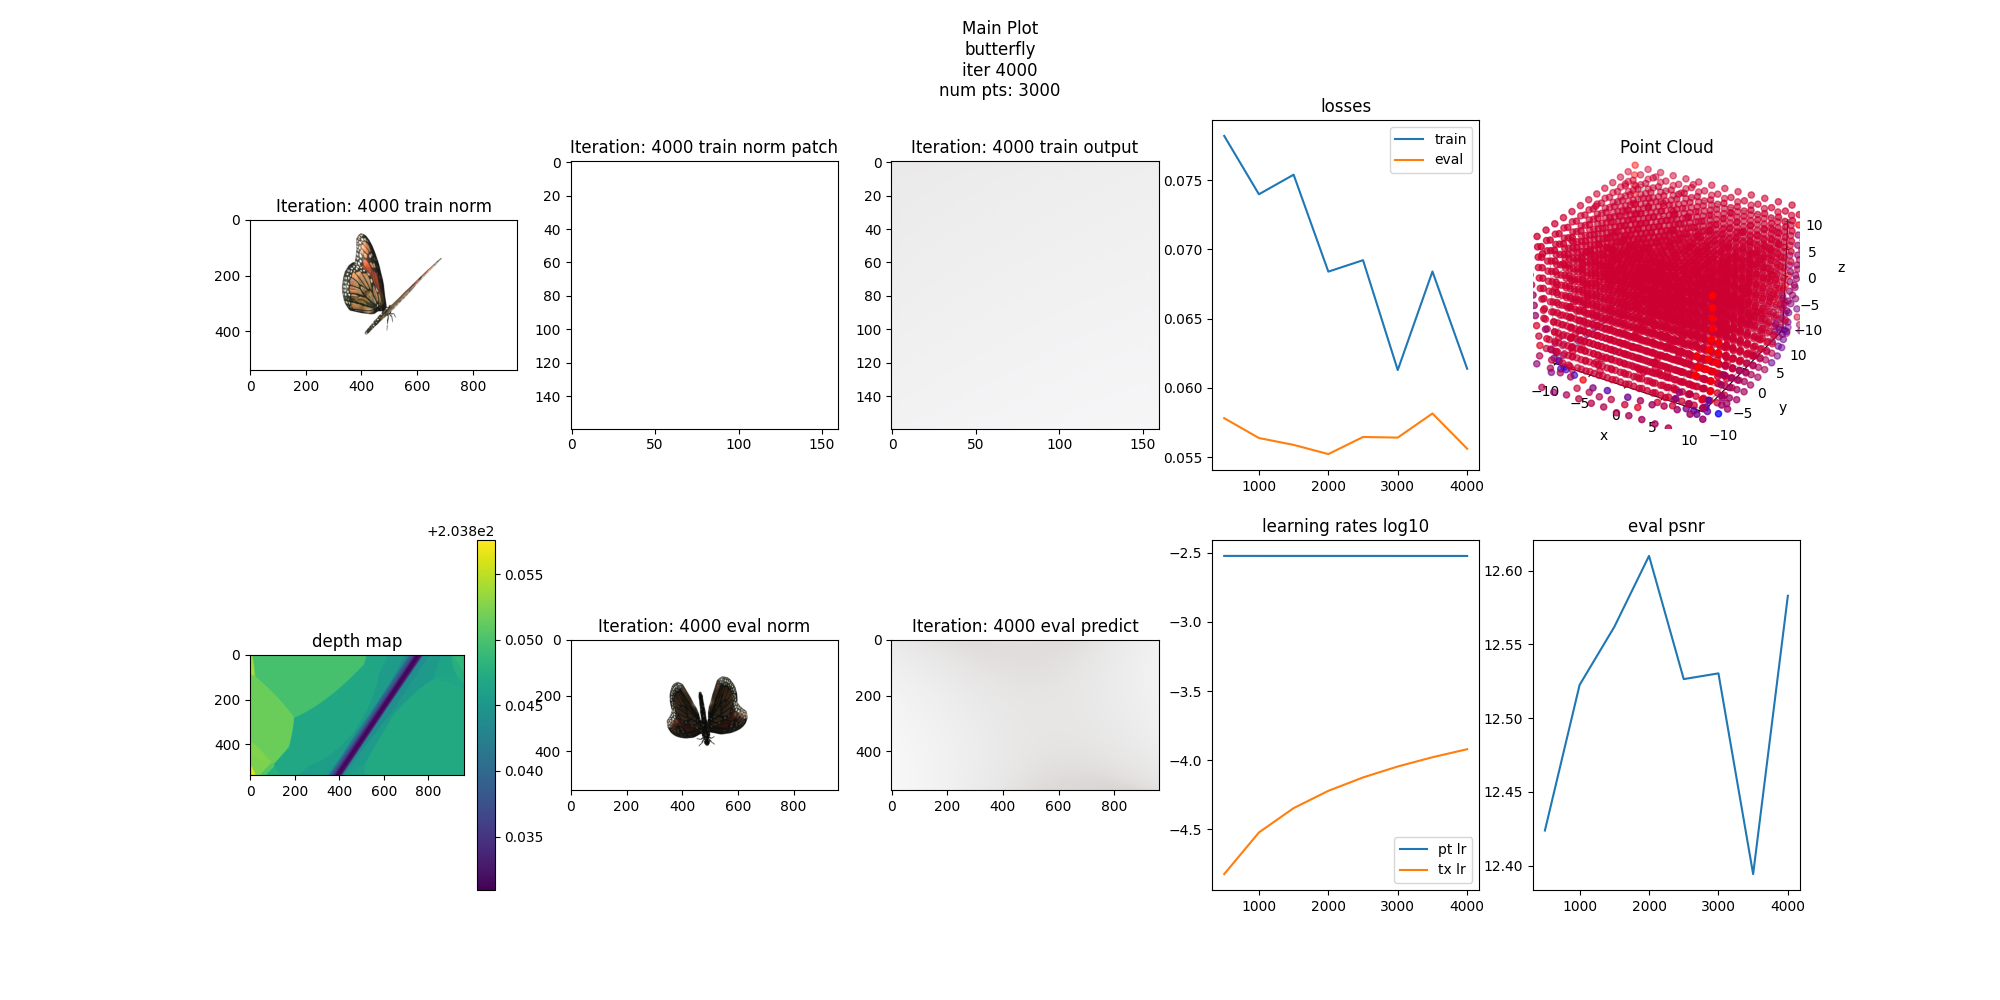 Main Plot
butterfly
iter 4000
num pts: 3000
Iteration: 4000 train norm
0
200
400
0 200 400 600 800
Iteration: 4000 train norm patch
0
20
40
60
80
100
120
140
0 50 100 150
Iteration: 4000 train output
0
20
40
60
80
100
120
140
0 50 100 150
losses
train
eval
0.075
0.070
0.065
0.060
0.055
1000 2000 3000 4000
Point Cloud
10
5
0
−5
−10
z
10
5
0
−5
−10
y
−10
−5
0
5
10
x
depth map
0
200
400
0 200 400 600 800
+2.038e2
0.055
0.050
0.045
0.040
0.035
Iteration: 4000 eval norm
0
200
400
0 200 400 600 800
Iteration: 4000 eval predict
0
200
400
0 200 400 600 800
learning rates log10
−2.5
−3.0
−3.5
−4.0
−4.5
pt lr
tx lr
1000 2000 3000 4000
eval psnr
12.60
12.55
12.50
12.45
12.40
1000 2000 3000 4000